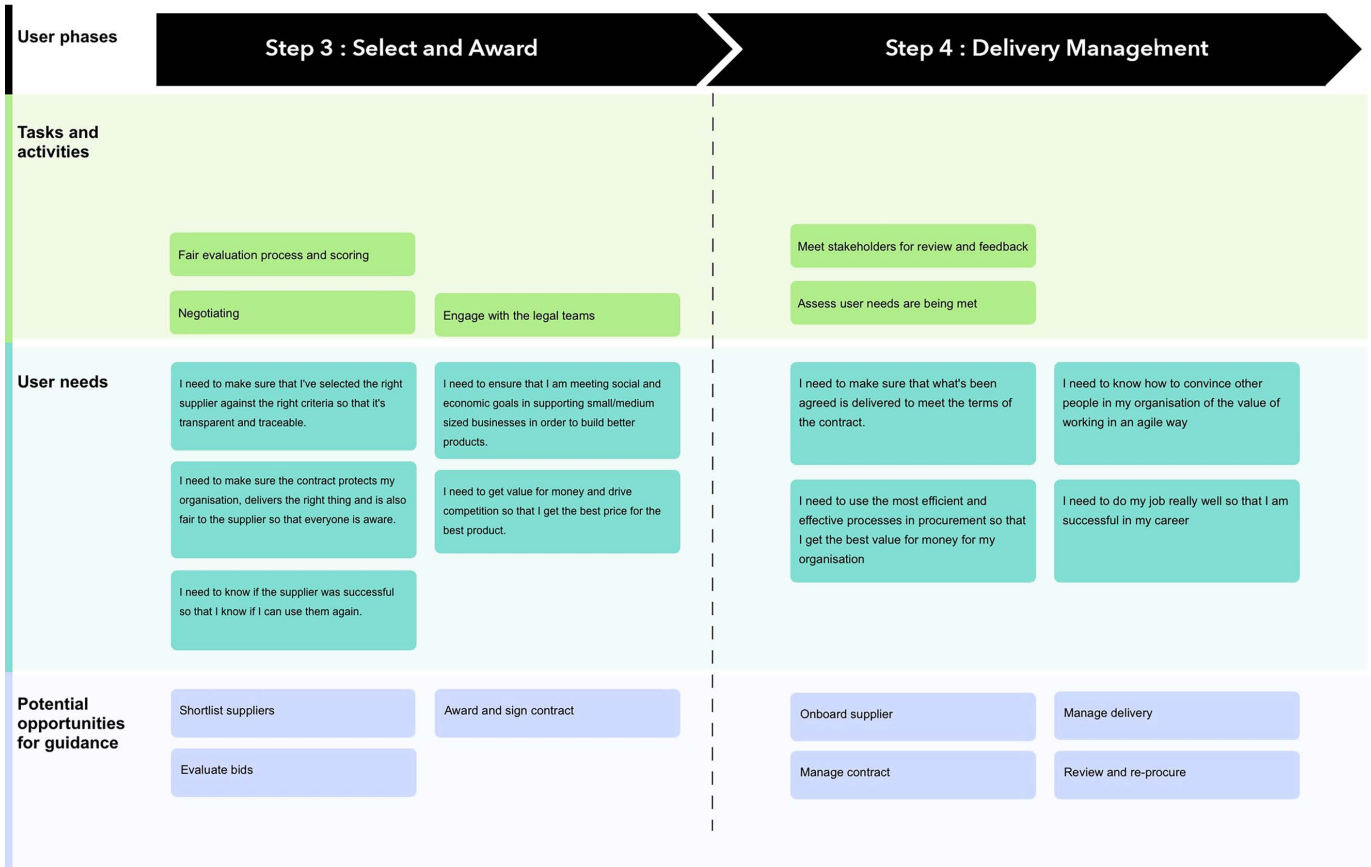 User phases
Step 3 : Select and Award
Step 4 : Delivery Management
Tasks and
activities
Fair evaluation process and scoring
Negotiating
Engage with the legal teams
Meet stakeholders for review and feedback
Assess user needs are being met
User needs
I need to make sure that I've selected the right
supplier against the right criteria so that it's
transparent and traceable.
I need to ensure that I am meeting social and
economic goals in supporting small/medium
sized businesses in order to build better
products.
I need to make sure the contract protects my
organisation, delivers the right thing and is also
fair to the supplier so that everyone is aware.
I need to get value for money and drive
competition so that I get the best price for the
best product.
I need to know if the supplier was successful
so that I know if I can use them again.
I need to make sure that what's been
agreed is delivered to meet the terms of
the contract.
I need to know how to convince other
people in my organisation of the value of
working in an agile way
I need to use the most efficient and
effective processes in procurement so that
I get the best value for money for my
organisation
I need to do my job really well so that I am
successful in my career
Potential
opportunities
for guidance
Shortlist suppliers
Award and sign contract
Evaluate bids
Onboard supplier
Manage delivery
Manage contract
Review and re-procure